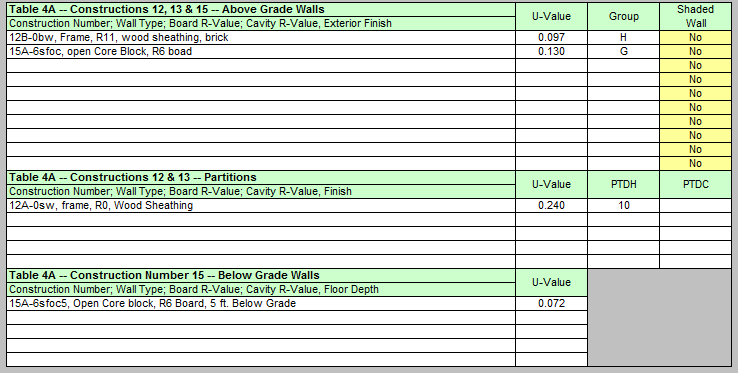 Table 4A -- Constructions 12, 13 & 15 -- Above Grade Walls U-Value Group Shaded Wall
Construction Number; Wall Type; Board R-Value; Cavity R-Value, Exterior Finish
12B-0bw, Frame, R11, wood sheathing, brick 0.097 H No
15A-6sfoc, open Core Block, R6 boad 0.130 G No
No
No
No
No
No
No
No
No
Table 4A -- Constructions 12 & 13 -- Partitions U-Value PTDH PTDC
Construction Number; Wall Type; Board R-Value; Cavity R-Value, Finish
12A-0sw, frame, R0, Wood Sheathing 0.240 10
Table 4A -- Construction Number 15 -- Below Grade Walls U-Value
Construction Number; Wall Type; Board R-Value; Cavity R-Value, Floor Depth
15A-6sfoc5, Open Core block, R6 Board, 5 ft. Below Grade 0.072